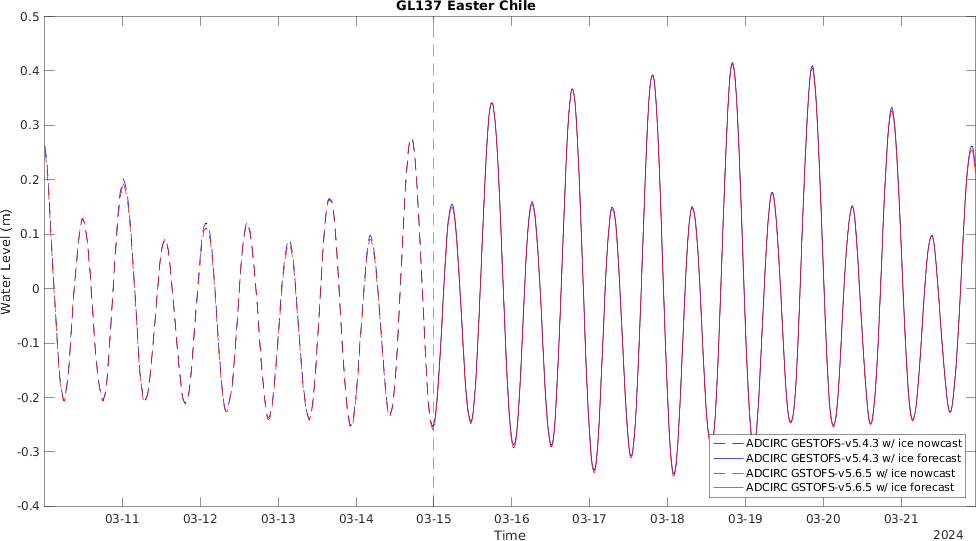 GL137 Easter Chile
0.5
0.4
0.3
0.2
0.1
0
-0.1
-0.2
-0.3
-0.4
Water Level (m)
ADCIRC GESTOFS-v5.4.3 w/ ice nowcast
ADCIRC GESTOFS-v5.4.3 w/ ice forecast
ADCIRC GSTOFS-v5.6.5 w/ ice nowcast
ADCIRC GSTOFS-v5.6.5 w/ ice forecast
03-11 03-12 03-13 03-14 03-15 03-16 03-17 03-18 03-19 03-20 03-21
Time
2024